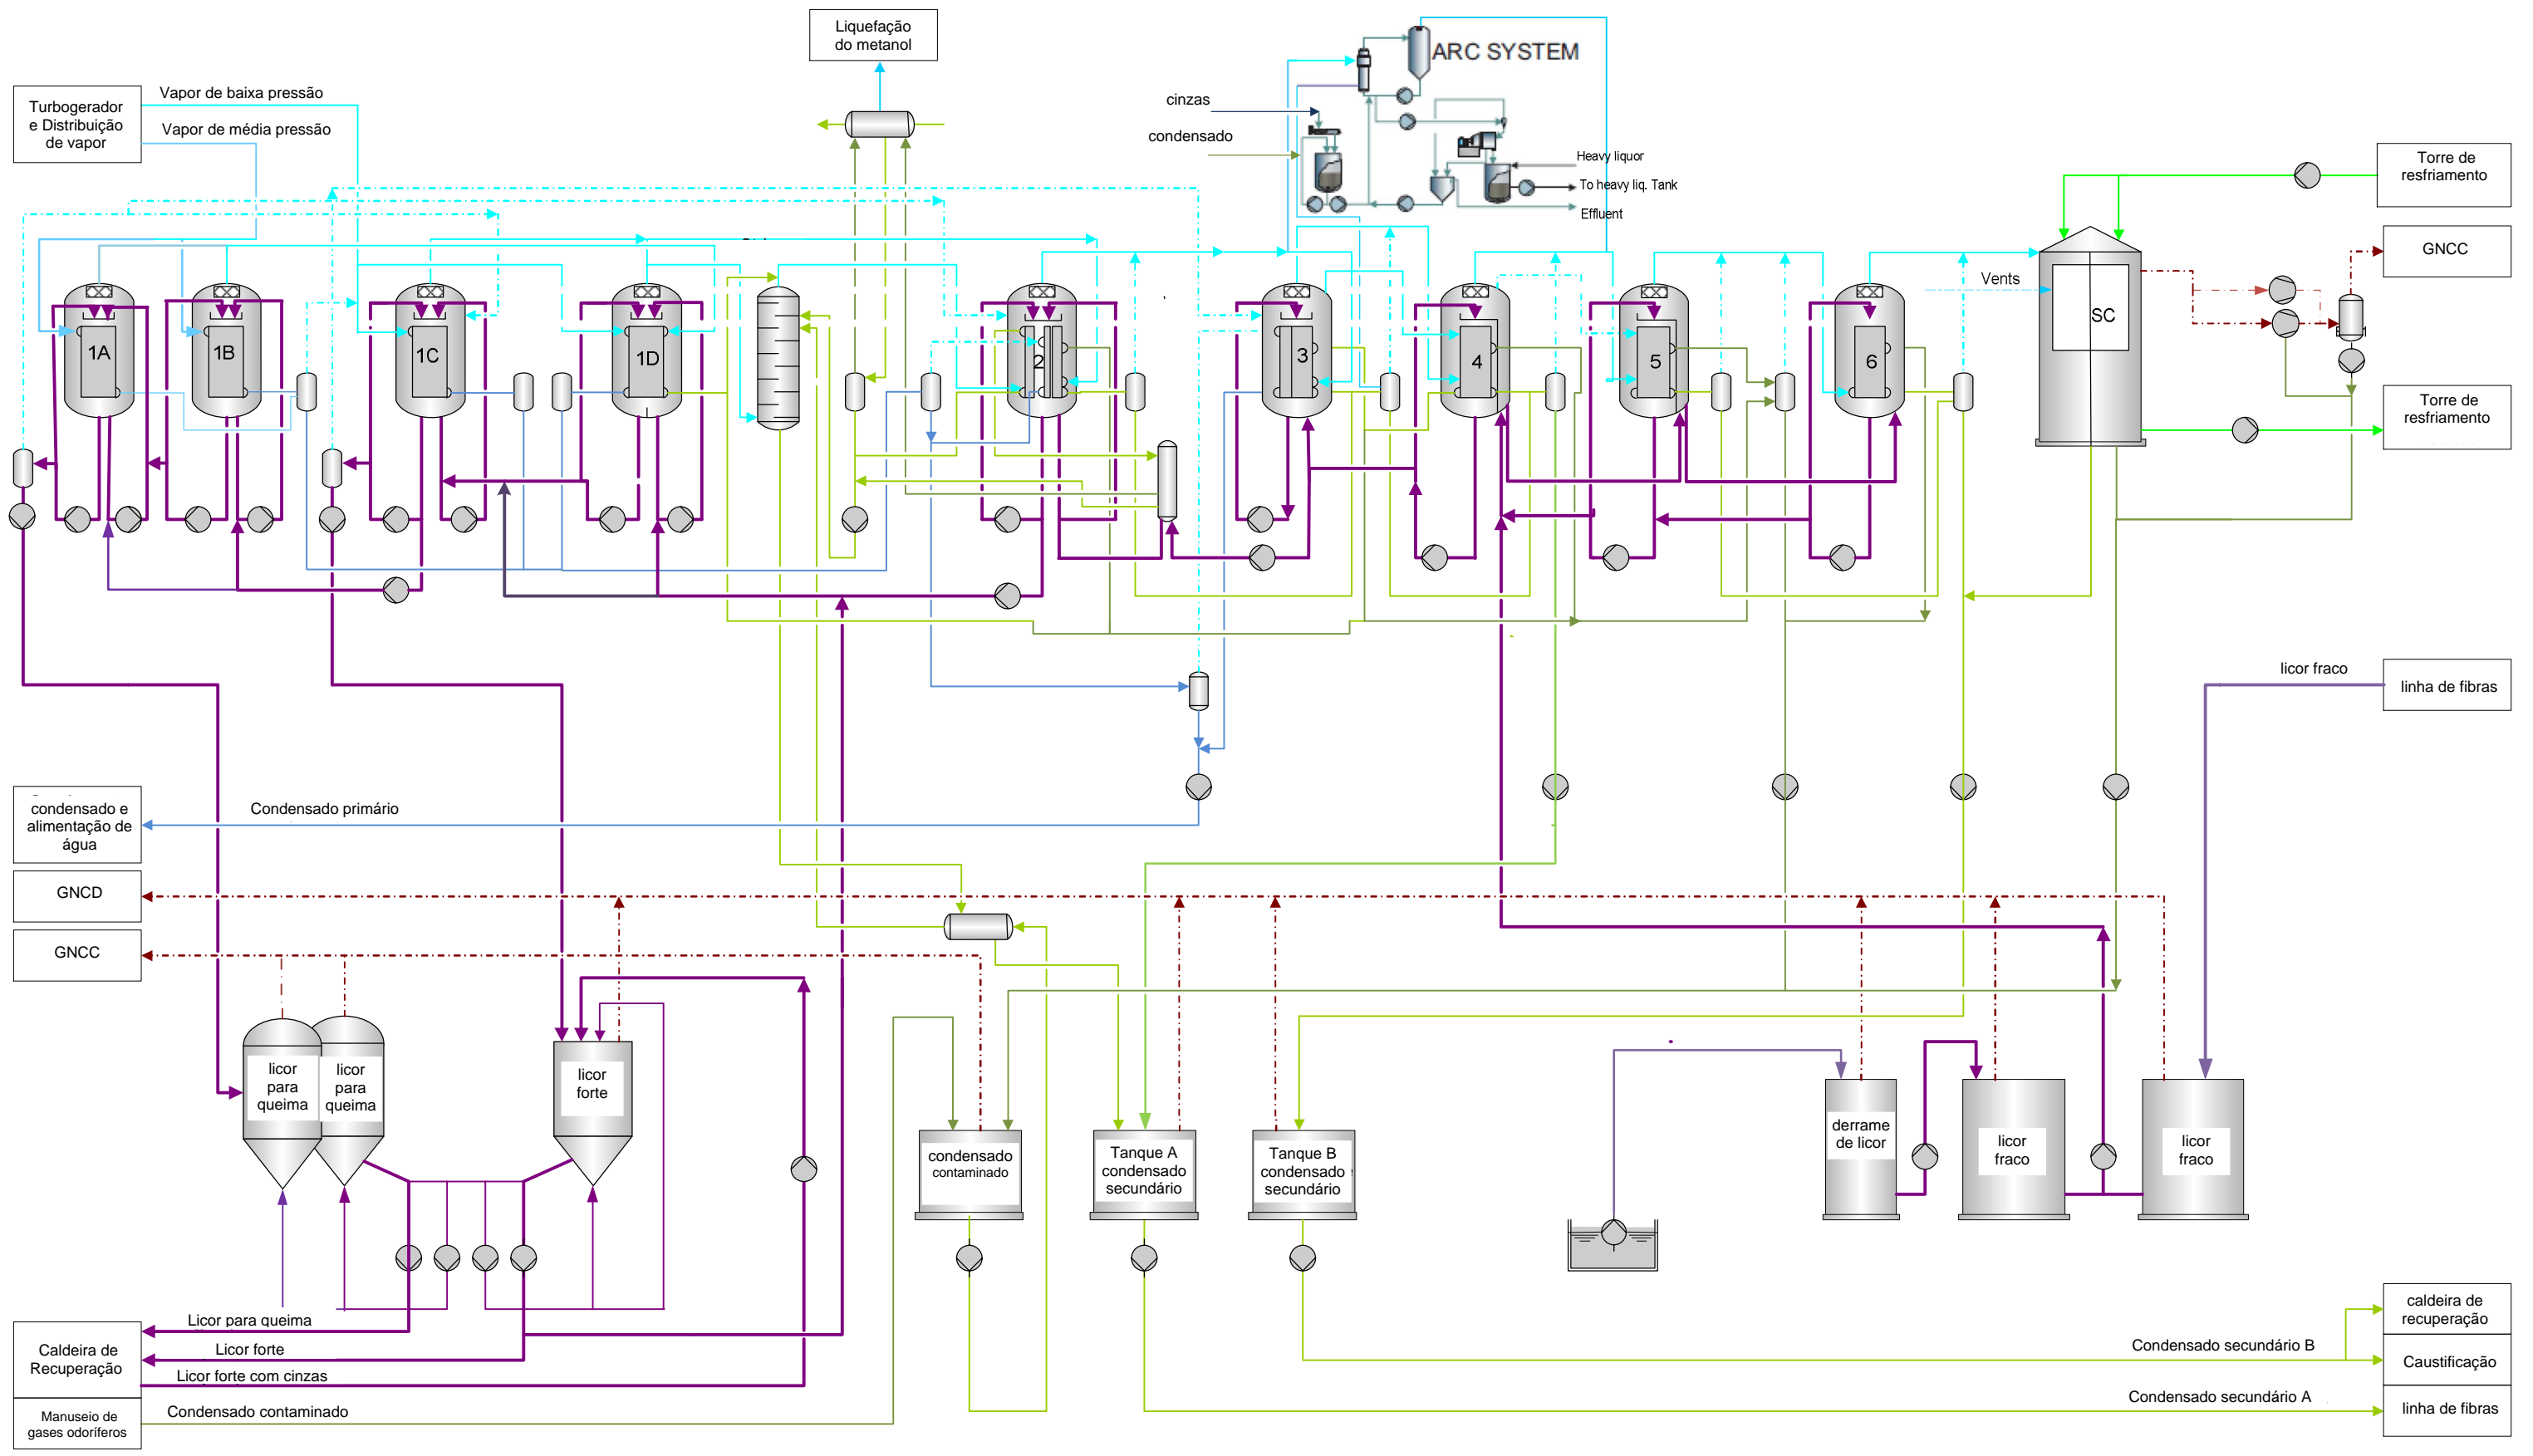 Liquefação
do metanol
ARC SYSTEM
Turbogerador
e Distribuição
de vapor
Vapor de baixa pressão
Vapor de média pressão
cinzas
condensado
Heavy liquor
To heavy liq. Tank
Effluent
Torre de
resfriamento
GNCC
Vents
SC
1A
1B
1C
1D
2
3
4
5
6
Torre de
resfriamento
licor fraco
linha de fibras
condensado e
alimentação de
água
Condensado primário
GNCD
GNCC
licor
para
queima
licor
para
queima
licor
forte
condensado
contaminado
Tanque A
condensado
secundário
Tanque B
condensado
secundário
derrame
de licor
licor
fraco
licor
fraco
Caldeira de
Recuperação
Licor para queima
Licor forte
Licor forte com cinzas
Manuseio de
gases odoríferos
Condensado contaminado
caldeira de
recuperação
Condensado secundário B
Caustificação
Condensado secundário A
linha de fibras